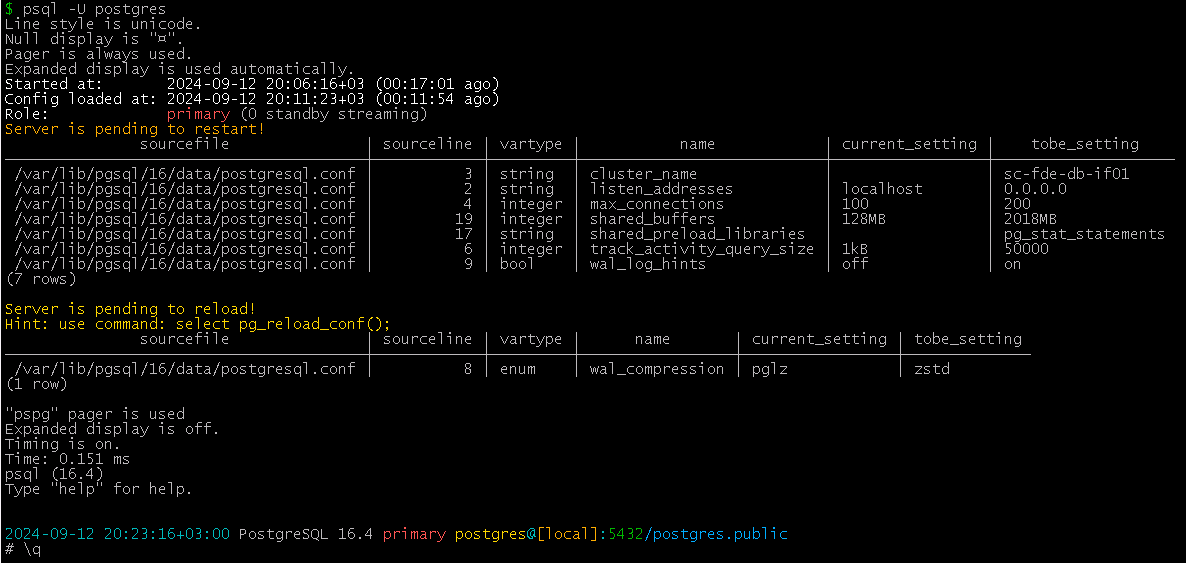 $ psql -U postgres
Line style is unicode.
Null display is "¤".
Pager is always used.
Expanded display is used automatically.
Started at:       2024-09-12 20:06:16+03 (00:17:01 ago)
Config loaded at: 2024-09-12 20:11:23+03 (00:11:54 ago)
Role:             primary (0 standby streaming)
Server is pending to restart!
               sourcefile               │ sourceline │ vartype │            name            │ current_setting │    tobe_setting
 /var/lib/pgsql/16/data/postgresql.conf │          3 │ string  │ cluster_name               │                 │ sc-fde-db-if01
 /var/lib/pgsql/16/data/postgresql.conf │          2 │ string  │ listen_addresses           │ localhost       │ 0.0.0.0
 /var/lib/pgsql/16/data/postgresql.conf │          4 │ integer │ max_connections            │ 100             │ 200
 /var/lib/pgsql/16/data/postgresql.conf │         19 │ integer │ shared_buffers             │ 128MB           │ 2018MB
 /var/lib/pgsql/16/data/postgresql.conf │         17 │ string  │ shared_preload_libraries   │                 │ pg_stat_statements
 /var/lib/pgsql/16/data/postgresql.conf │          6 │ integer │ track_activity_query_size  │ 1kB             │ 50000
 /var/lib/pgsql/16/data/postgresql.conf │          9 │ bool    │ wal_log_hints              │ off             │ on
(7 rows)
Server is pending to reload!
Hint: use command: select pg_reload_conf();
               sourcefile               │ sourceline │ vartype │      name       │ current_setting │ tobe_setting
 /var/lib/pgsql/16/data/postgresql.conf │          8 │ enum    │ wal_compression │ pglz            │ zstd
(1 row)
"pspg" pager is used
Expanded display is off.
Timing is on.
Time: 0.151 ms
psql (16.4)
Type "help" for help.
2024-09-12 20:23:16+03:00 PostgreSQL 16.4 primary postgres@[local]:5432/postgres.public
# \q